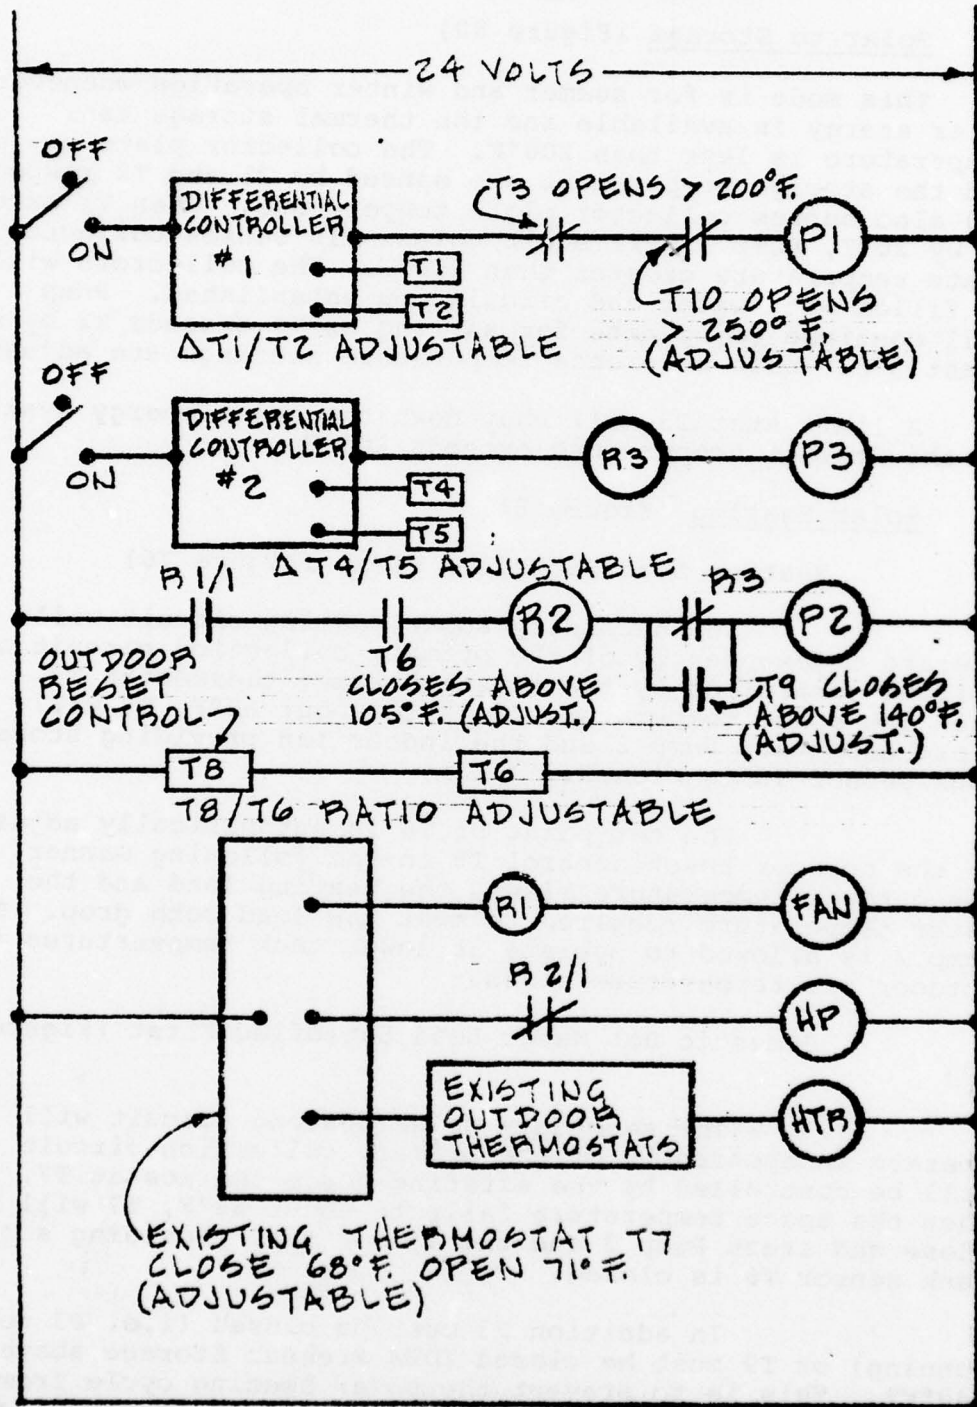 24 VOLTS
OFF
ON
DIFFERENTIAL
CONTROLLER
#1
T1
T2
ΔT1/T2 ADJUSTABLE
T3 OPENS > 200°F.
T10 OPENS
> 250°F.
(ADJUSTABLE)
P1
OFF
ON
DIFFERENTIAL
CONTROLLER
#2
T4
T5
ΔT4/T5 ADJUSTABLE
R3
P3
R1/1
T6
CLOSES ABOVE
105°F. (ADJUST.)
R2
R3
P2
T9 CLOSES
ABOVE 140°F.
(ADJUST.)
OUTDOOR
RESET
CONTROL
T8
T6
T8/T6 RATIO ADJUSTABLE
R1
FAN
R2/1
HP
EXISTING
OUTDOOR
THERMOSTATS
HTR
EXISTING THERMOSTAT T7
CLOSE 68°F. OPEN 71°F.
(ADJUSTABLE)